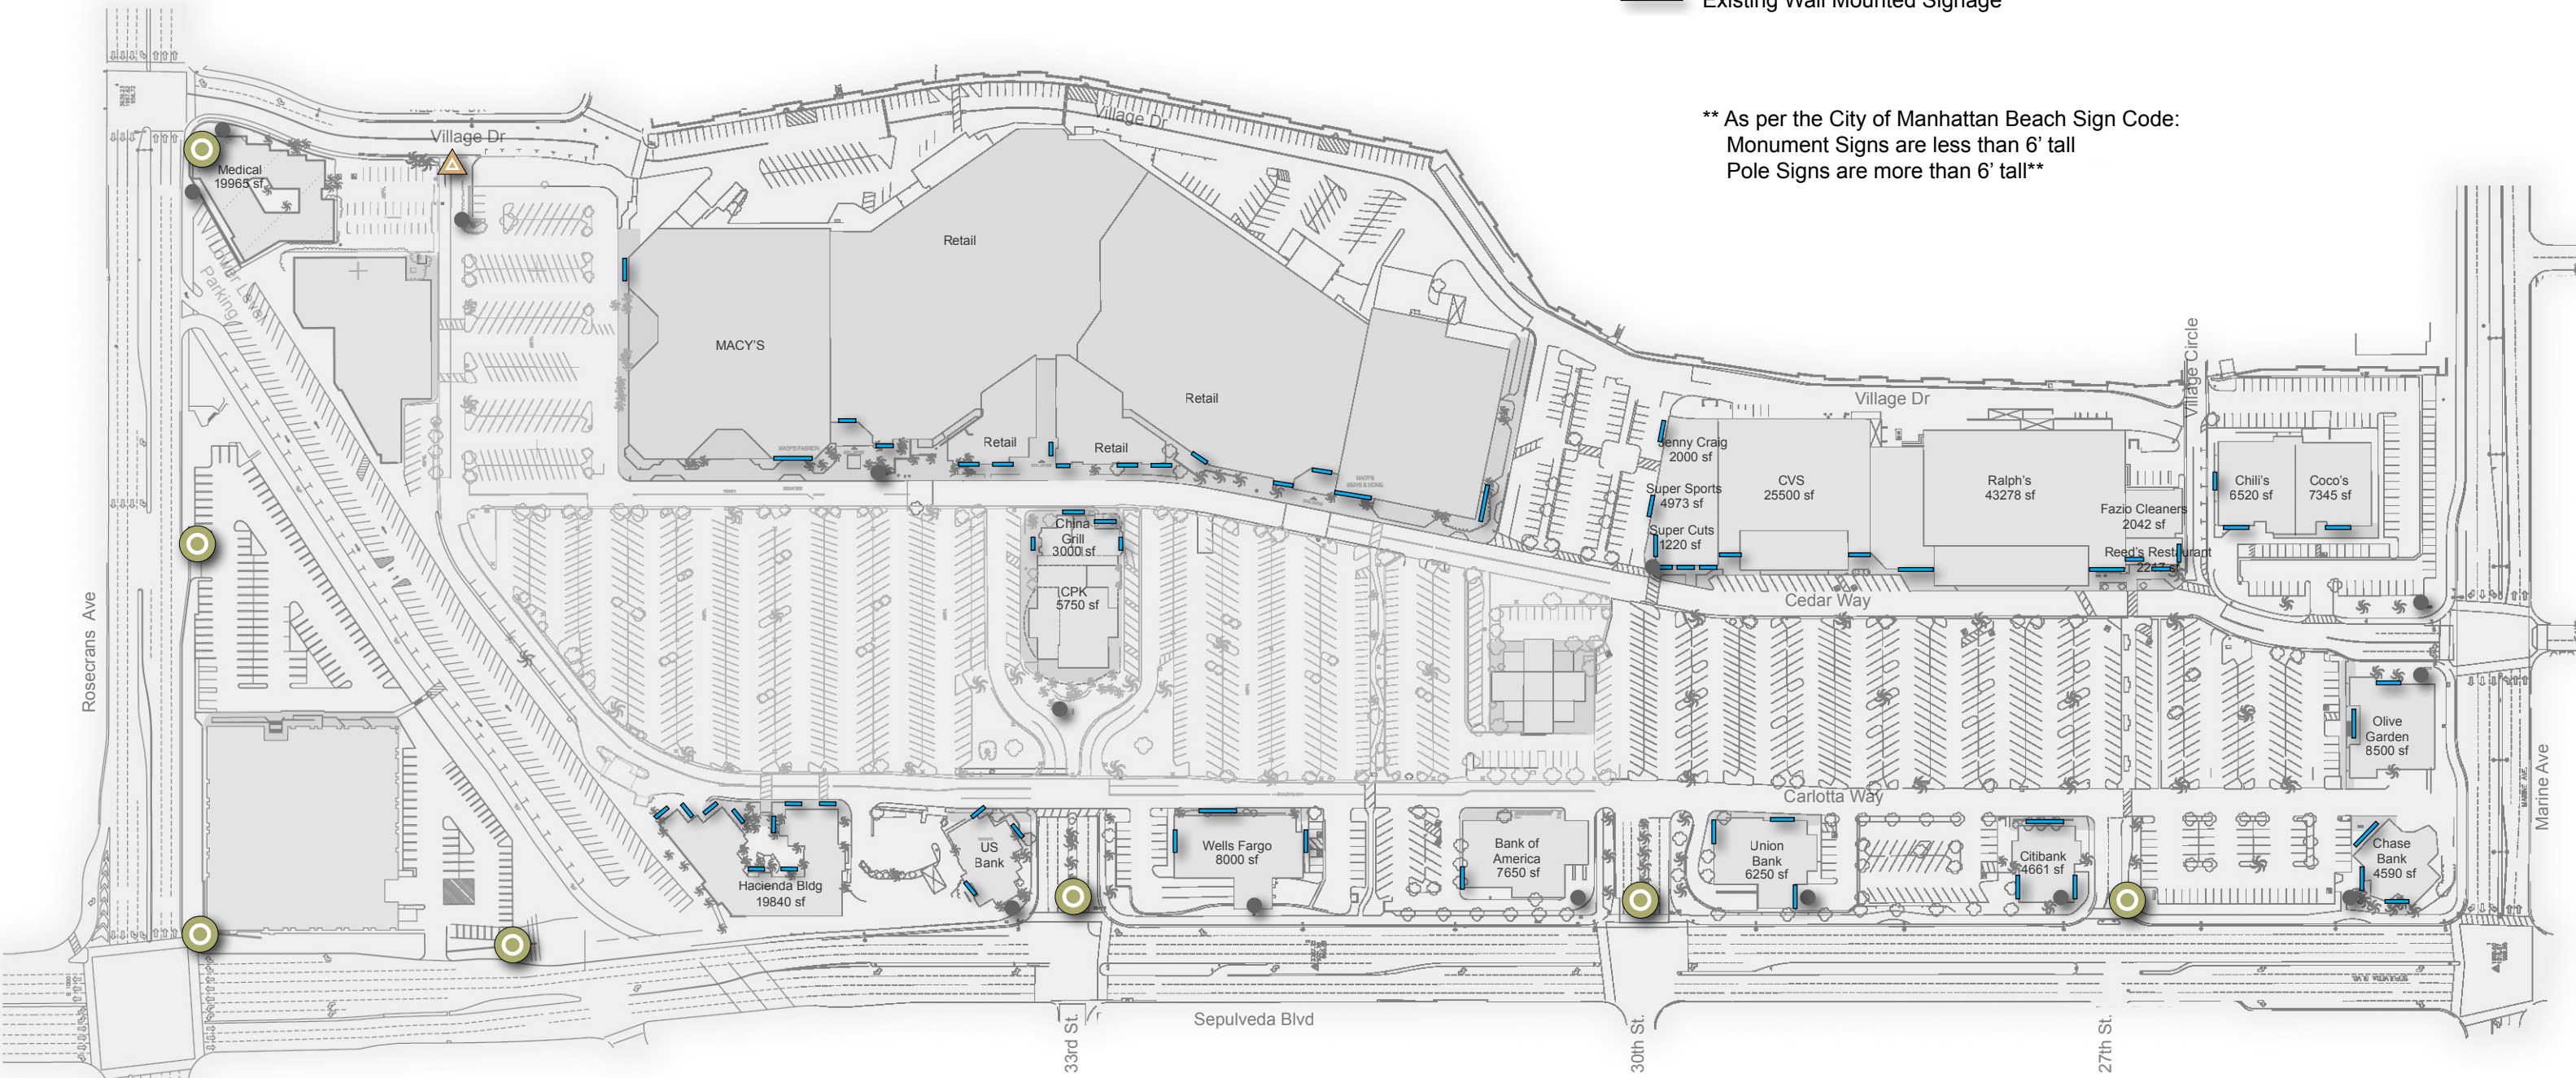 Existing Wall Mounted Signage
** As per the City of Manhattan Beach Sign Code:
Monument Signs are less than 6' tall
Pole Signs are more than 6' tall**
Village Dr
Village Dr
Medical
19965 sf
Lower Level
Parking
Retail
MACY'S
Retail
Retail
Retail
Village Circle
Village Dr
Jenny Craig
2000 sf
Super Sports
4973 sf
Super Cuts
1220 sf
CVS
25500 sf
Ralph's
43278 sf
Fazio Cleaners
2042 sf
Reed's Restaurant
2247 sf
Chili's
6520 sf
Coco's
7345 sf
China
Grill
3000 sf
CPK
5750 sf
Cedar Way
Rosecrans Ave
Olive
Garden
8500 sf
Marine Ave
Carlotta Way
Hacienda Bldg
19840 sf
US
Bank
Wells Fargo
8000 sf
Bank of
America
7650 sf
Union
Bank
6250 sf
Citibank
4661 sf
Chase
Bank
4590 sf
Sepulveda Blvd
33rd St.
30th St.
27th St.